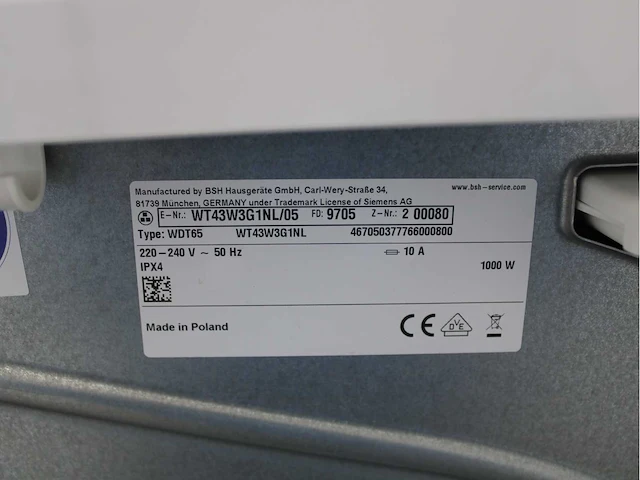 Manufactured by BSH Hausgeräte GmbH, Carl-Wery-Straße 34, www.bsh-service.com
81739 München, GERMANY under Trademark License of Siemens AG
E-Nr.: WT43W3G1NL/05 FD: 9705 Z-Nr.: 2 00080
Type: WDT65 WT43W3G1NL 467050377766000800
220-240 V ~ 50 Hz 10 A
IPX4 1000 W
Made in Poland CE DVE